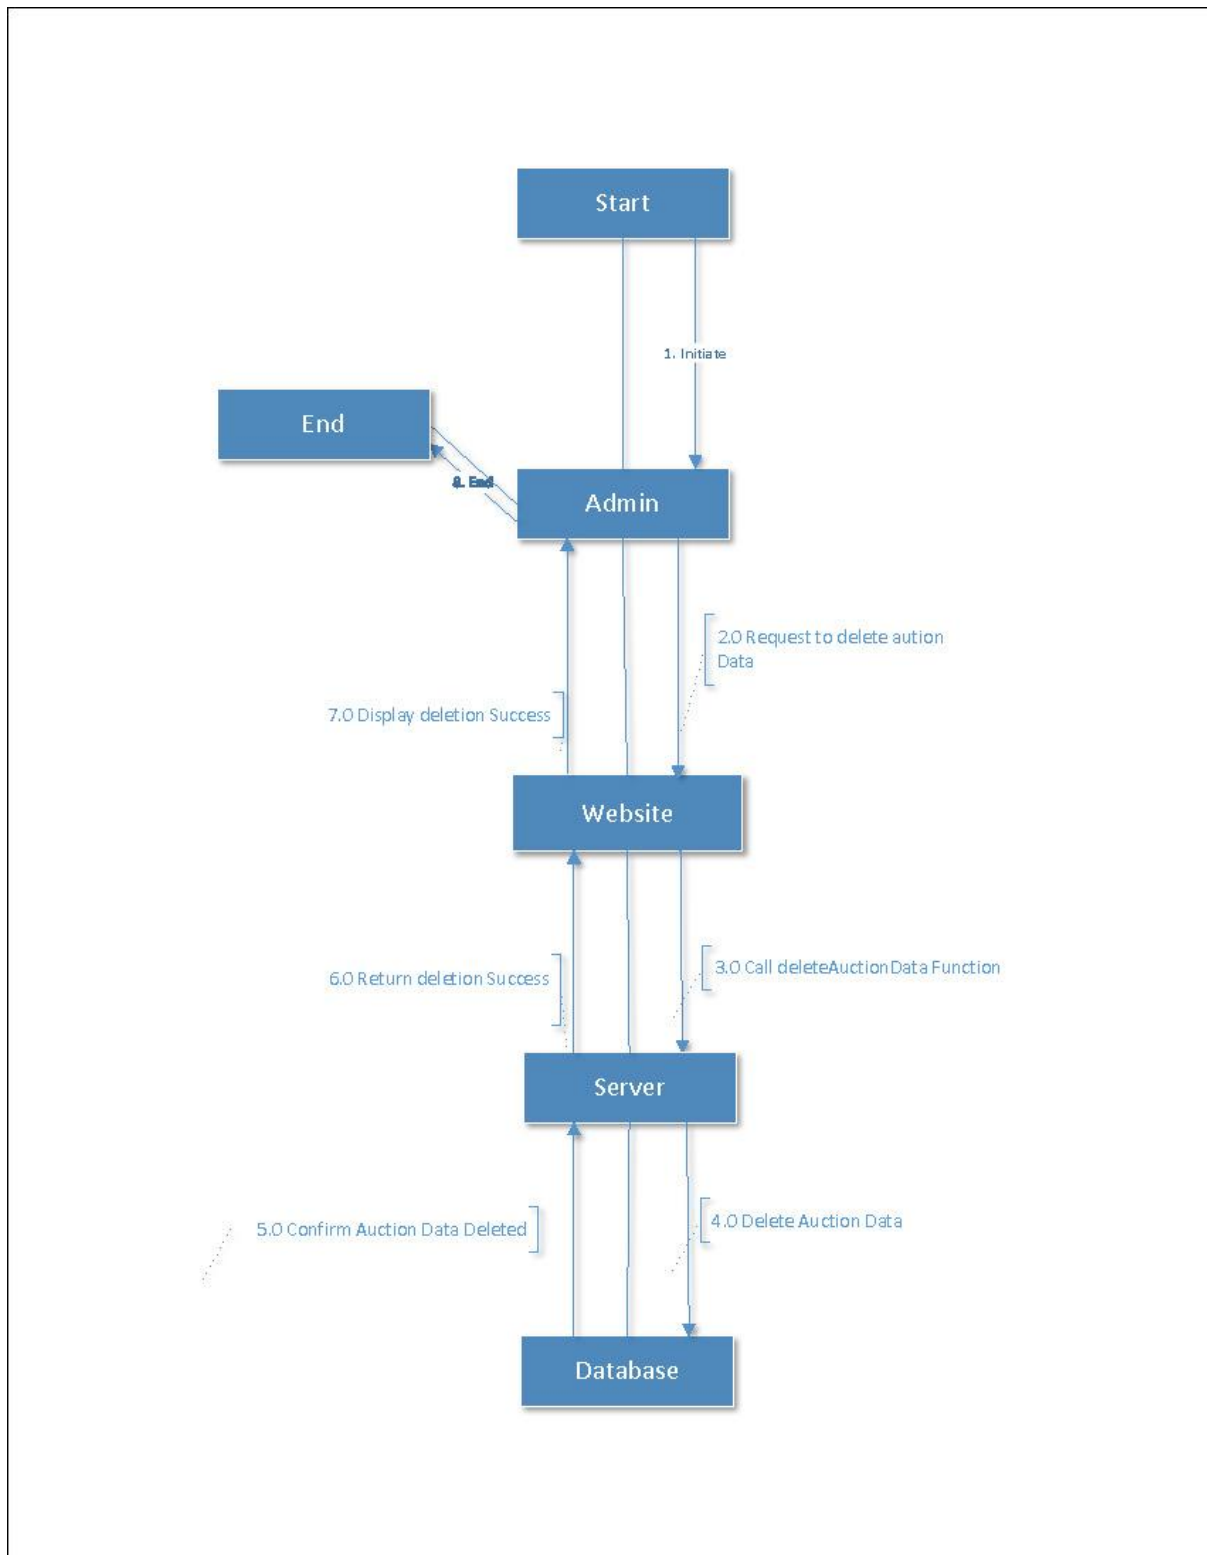 Start
1. Initiate
End
End
Admin
2.0 Request to delete aution
Data
7.0 Display deletion Success
Website
3.0 Call deleteAuctionData Function
6.0 Return deletion Success
Server
4.0 Delete Auction Data
5.0 Confirm Auction Data Deleted
Database